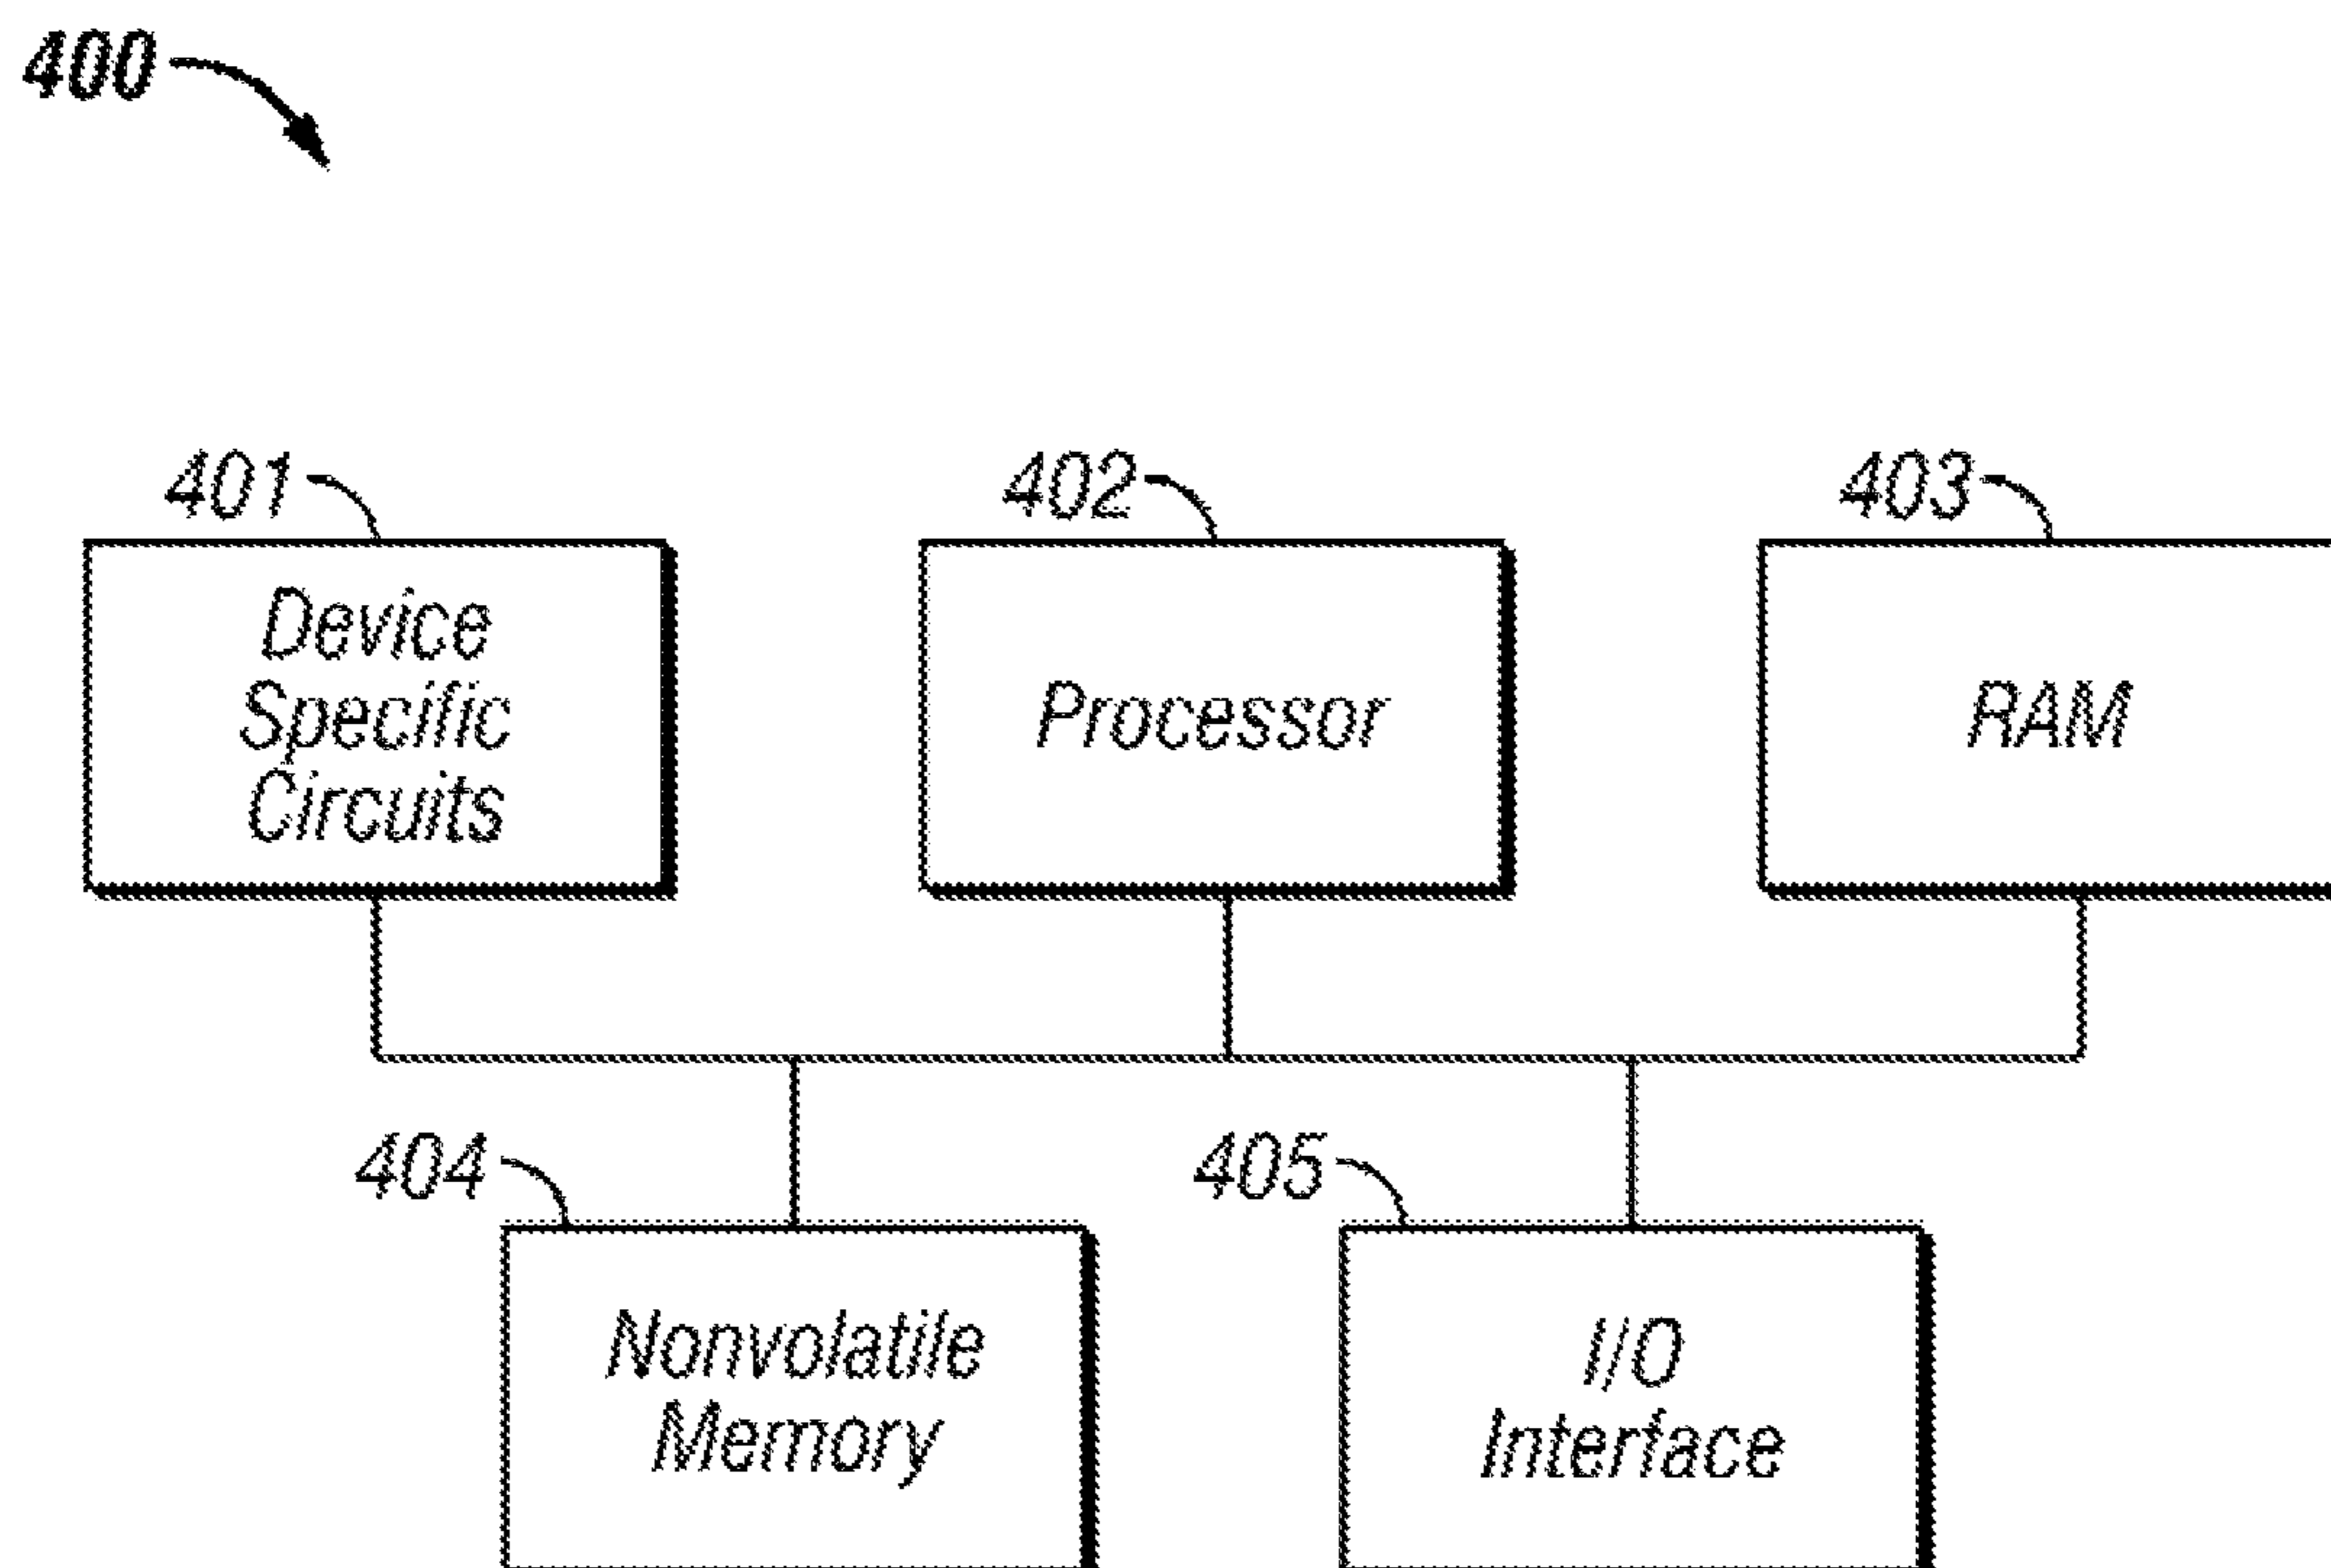 400
401
402
403
Device
Specific
Circuits
Processor
RAM
404
405
Nonvolatile
Memory
I/O
Interface